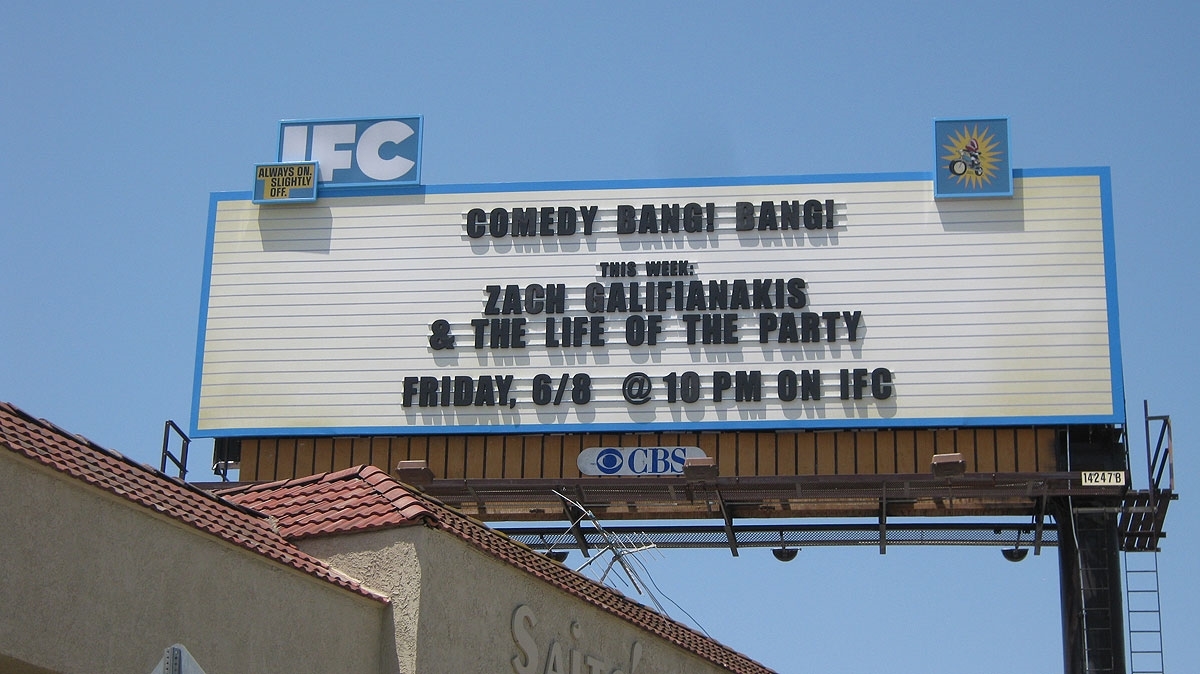 IFC
ALWAYS ON.
SLIGHTLY
OFF.
COMEDY BANG! BANG!
THIS WEEK:
ZACH GALIFIANAKIS
& THE LIFE OF THE PARTY
FRIDAY, 6/8 @ 10 PM ON IFC
CBS
14247B